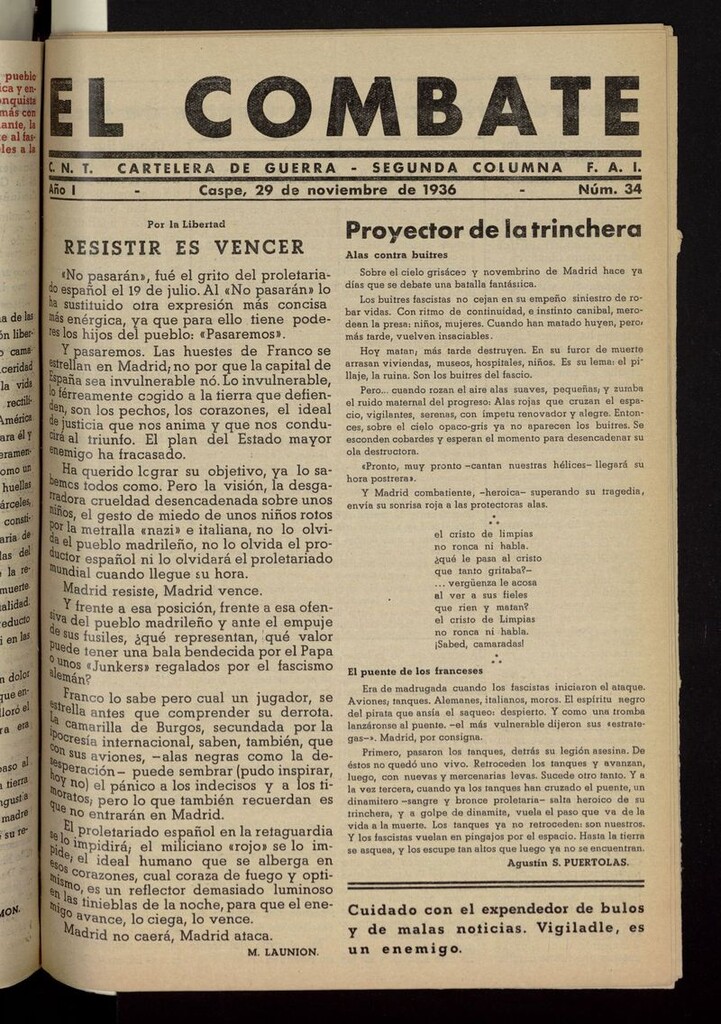 EL COMBATE
C. N. T. CARTELERA DE GUERRA - SEGUNDA COLUMNA F. A. I.
Año I - Caspe, 29 de noviembre de 1936 - Núm. 34
Por la Libertad
RESISTIR ES VENCER
«No pasarán», fué el grito del proletaria-
do español el 19 de julio. Al «No pasarán» lo
ha sustituido otra expresión más concisa
más enérgica, ya que para ello tiene pode-
res los hijos del pueblo: «Pasaremos».
Y pasaremos. Las huestes de Franco se
estrellan en Madrid; no por que la capital de
España sea invulnerable nó. Lo invulnerable,
lo férreamente cogido a la tierra que defien-
den, son los pechos, los corazones, el ideal
de justicia que nos anima y que nos condu-
cirá al triunfo. El plan del Estado mayor
enemigo ha fracasado.
Ha querido lcgrar su objetivo, ya lo sa-
bemcs todos como. Pero la visión, la desga-
rradora crueldad desencadenada sobre unos
niños, el gesto de miedo de unos niños rotos
por la metralla «nazi» e italiana, no lo olvi-
da el pueblo madrileño, no lo olvida el pro-
ductor español ni lo olvidará el proletariado
mundial cuando llegue su hora.
Madrid resiste, Madrid vence.
Y frente a esa posición, frente a esa ofen-
siva del pueblo madrileño y ante el empuje
de sus fusiles, ¿qué representan, qué valor
puede tener una bala bendecida por el Papa
o unos «Junkers» regalados por el fascismo
alemán?
Franco lo sabe pero cual un jugador, se
estrella antes que comprender su derrota.
La camarilla de Burgos, secundada por la
ipocresía internacional, saben, también, que
con sus aviones, —alas negras como la de-
sesperación— puede sembrar (pudo inspirar,
hoy no) el pánico a los indecisos y a los ti-
moratos; pero lo que también recuerdan es
que no entrarán en Madrid.
El proletariado español en la retaguardia
se lo impidirá; el miliciano «rojo» se lo im-
pide; el ideal humano que se alberga en
esos corazones, cual coraza de fuego y opti-
mismo, es un reflector demasiado luminoso
en las tinieblas de la noche, para que el ene-
migo avance, lo ciega, lo vence.
Madrid no caerá, Madrid ataca.
M. LAUNION.
Proyector de la trinchera
Alas contra buitres
Sobre el cielo grisáceo y novembrino de Madrid hace ya
días que se debate una batalla fantásica.
Los buitres fascistas no cejan en su empeño siniestro de ro-
bar vidas. Con ritmo de continuidad, e instinto canibal, mero-
dean la presa: niños, mujeres. Cuando han matado huyen, pero;
más tarde, vuelven insaciables.
Hoy matan; más tarde destruyen. En su furor de muerte
arrasan viviendas, museos, hospitales, niños. Es su lema: el pi-
llaje, la ruina. Son los buitres del fascio.
Pero... cuando rozan el aire alas suaves, pequeñas; y zumba
el ruido maternal del progreso: Alas rojas que cruzan el espa-
cio, vigilantes, serenas, con ímpetu renovador y alegre. Enton-
ces, sobre el cielo opaco-gris ya no aparecen los buitres. Se
esconden cobardes y esperan el momento para desencadenar su
ola destructora.
«Pronto, muy pronto —cantan nuestras hélices— llegará su
hora postrera».
Y Madrid combatiente, —heroica— superando su tragedia,
envía su sonrisa roja a las protectoras alas.
el cristo de limpias
no ronca ni habla.
¿qué le pasa al cristo
que tanto gritaba?—
... vergüenza le acosa
al ver a sus fieles
que rien y matan?
el cristo de Limpias
no ronca ni habla.
¡Sabed, camaradas!
El puente de los franceses
Era de madrugada cuando los fascistas iniciaron el ataque.
Aviones; tanques. Alemanes, italianos, moros. El espíritu negro
del pirata que ansía el saqueo: despierto. Y como una tromba
lanzáronse al puente. —el más vulnerable dijeron sus «estrate-
gas—». Madrid, por consigna.
Primero, pasaron los tanques, detrás su legión asesina. De
éstos no quedó uno vivo. Retroceden los tanques y avanzan,
luego, con nuevas y mercenarias levas. Sucede otro tanto. Y a
la vez tercera, cuando ya los tanques han cruzado el puente, un
dinamitero —sangre y bronce proletaria— salta heroico de su
trinchera, y a golpe de dinamita, vuela el paso que va de la
vida a la muerte. Los tanques ya no retroceden: son nuestros.
Y los fascistas vuelan en pingajos por el espacio. Hasta la tierra
se asquea, y los escupe tan altos que luego ya no se encuentran.
Agustín S. PUERTOLAS.
Cuidado con el expendedor de bulos
y de malas noticias. Vigiladle, es
un enemigo.